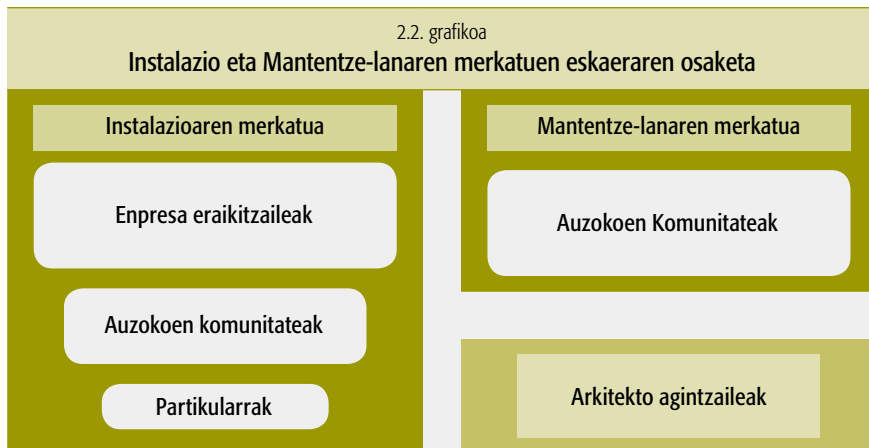 2.2. grafikoa
Instalazio eta Mantentze-lanaren merkatuen eskaeraren osaketa
Instalazioaren merkatua
Enpresa eraikitzaileak
Auzokoen komunitateak
Partikularrak
Mantentze-lanaren merkatua
Auzokoen Komunitateak
Arkitekto agintzaileak